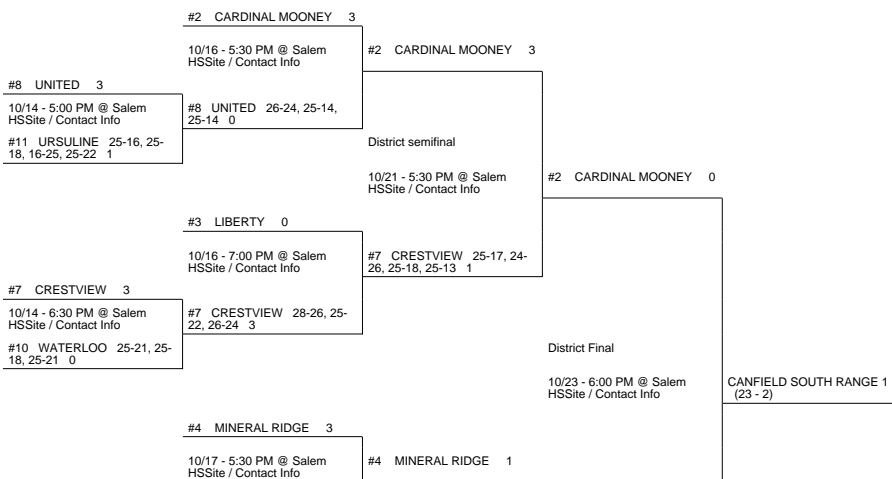 #2 CARDINAL MOONEY 3
10/16 - 5:30 PM @ Salem
HSSite / Contact Info
#2 CARDINAL MOONEY 3
#8 UNITED 3
10/14 - 5:00 PM @ Salem
HSSite / Contact Info
#8 UNITED 26-24, 25-14,
25-14 0
#11 URSULINE 25-16, 25-
18, 16-25, 25-22 1
District semifinal
10/21 - 5:30 PM @ Salem
HSSite / Contact Info
#2 CARDINAL MOONEY 0
#3 LIBERTY 0
10/16 - 7:00 PM @ Salem
HSSite / Contact Info
#7 CRESTVIEW 25-17, 24-
26, 25-18, 25-13 1
#7 CRESTVIEW 3
10/14 - 6:30 PM @ Salem
HSSite / Contact Info
#7 CRESTVIEW 28-26, 25-
22, 26-24 3
#10 WATERLOO 25-21, 25-
18, 25-21 0
District Final
10/23 - 6:00 PM @ Salem
HSSite / Contact Info
CANFIELD SOUTH RANGE 1
(23 - 2)
#4 MINERAL RIDGE 3
10/17 - 5:30 PM @ Salem
HSSite / Contact Info
#4 MINERAL RIDGE 1